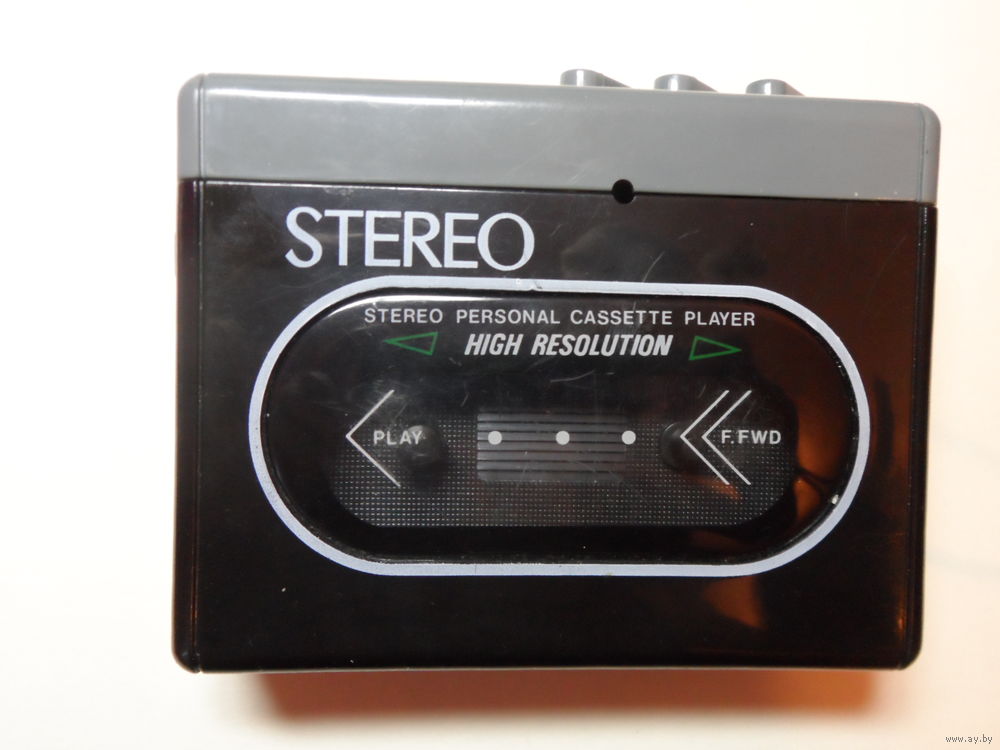 STEREO
STEREO PERSONAL CASSETTE PLAYER
HIGH RESOLUTION
PLAY
F.FWD
www.ay.by